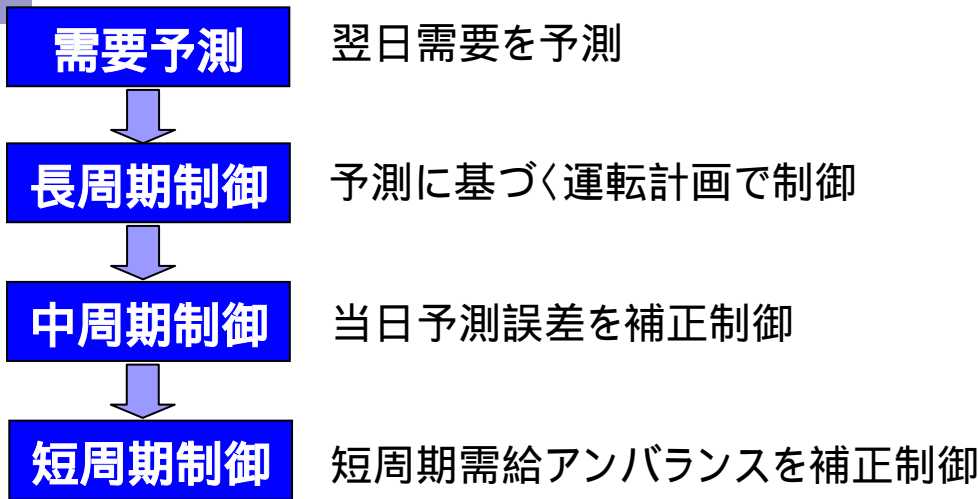 需要予測 翌日需要を予測
長周期制御 予測に基づく運転計画で制御
中周期制御 当日予測誤差を補正制御
短周期制御 短周期需給アンバランスを補正制御